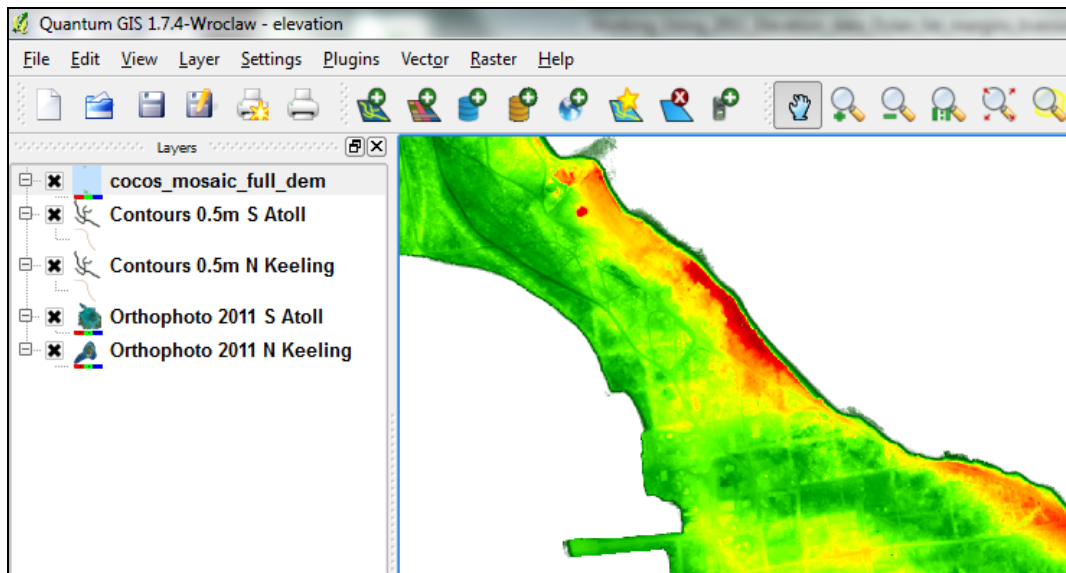 Quantum GIS 1.7.4-Wroclaw - elevation
File Edit View Layer Settings Plugins Vector Raster Help
Layers
cocos_mosaic_full_dem
Contours 0.5m S Atoll
Contours 0.5m N Keeling
Orthophoto 2011 S Atoll
Orthophoto 2011 N Keeling